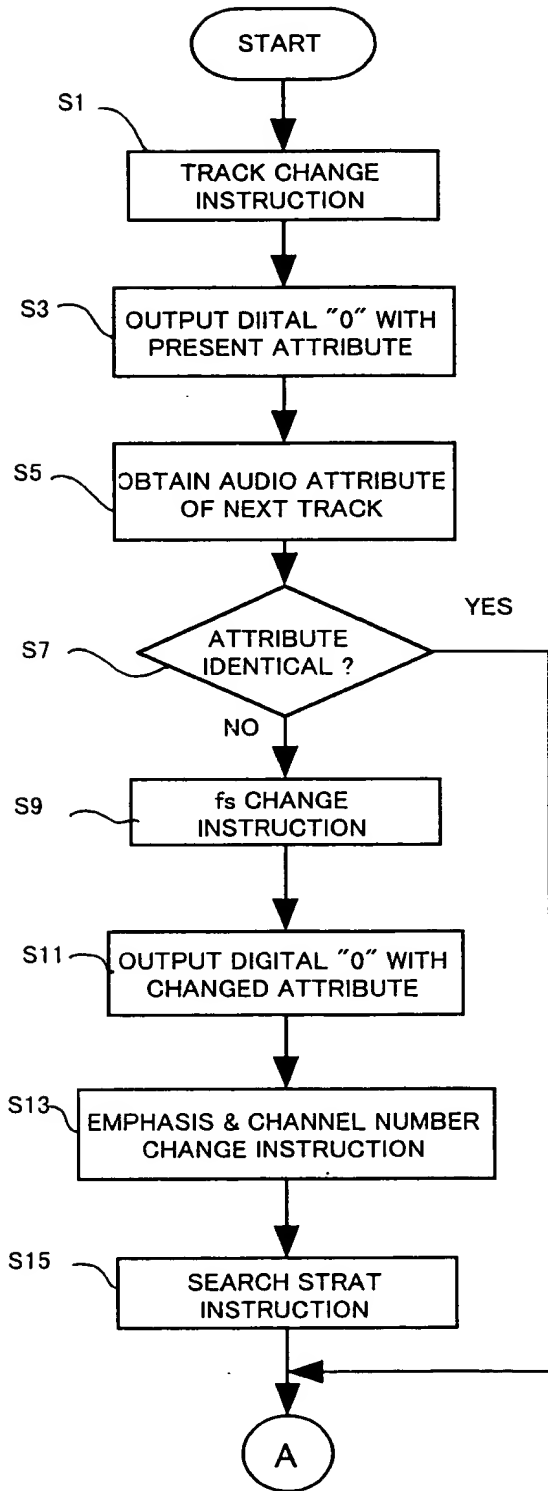 START
S1
TRACK CHANGE
INSTRUCTION
S3
OUTPUT DIITAL "0" WITH
PRESENT ATTRIBUTE
S5
OBTAIN AUDIO ATTRIBUTE
OF NEXT TRACK
YES
S7
ATTRIBUTE
IDENTICAL ?
NO
S9
fs CHANGE
INSTRUCTION
S11
OUTPUT DIGITAL "0" WITH
CHANGED ATTRIBUTE
S13
EMPHASIS & CHANNEL NUMBER
CHANGE INSTRUCTION
S15
SEARCH STRAT
INSTRUCTION
A